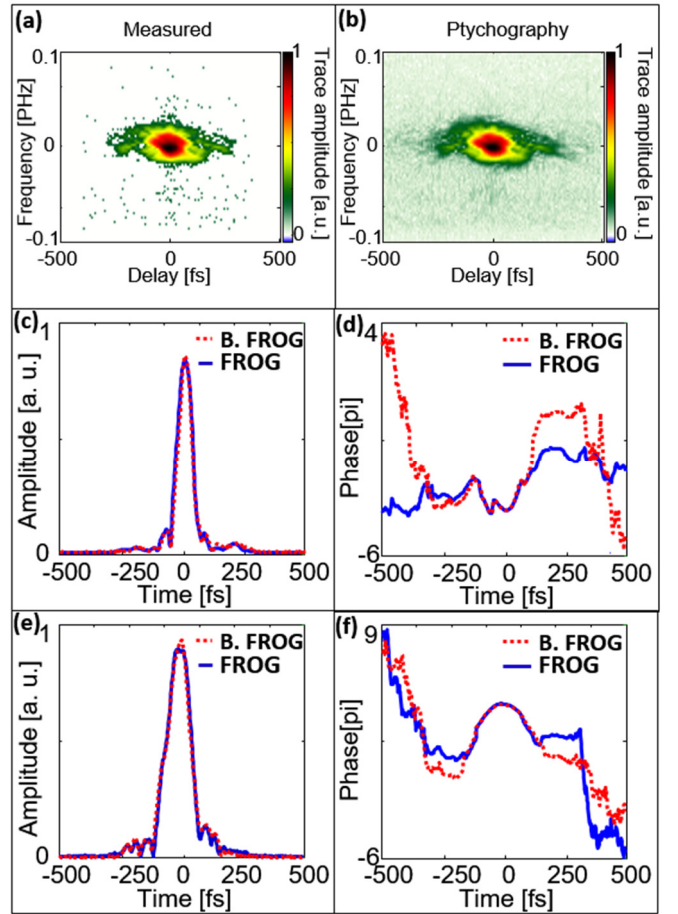 (a) Measured
Frequency [PHz]
0.1
0
-0.1
-500 0 500
Delay [fs]
1
0
Trace amplitude [a.u.]
(b) Ptychography
Frequency [PHz]
0.1
0
-0.1
-500 0 500
Delay [fs]
1
0
Trace amplitude [a.u.]
(c)
1
0
Amplitude [a. u.]
B. FROG
FROG
-500 -250 0 250 500
Time [fs]
(d)
4
-6
Phase[pi]
B. FROG
FROG
-500 -250 0 250 500
Time [fs]
(e)
1
0
Amplitude [a. u.]
B. FROG
FROG
-500 -250 0 250 500
Time [fs]
(f)
9
-6
Phase[pi]
B. FROG
FROG
-500 -250 0 250 500
Time [fs]